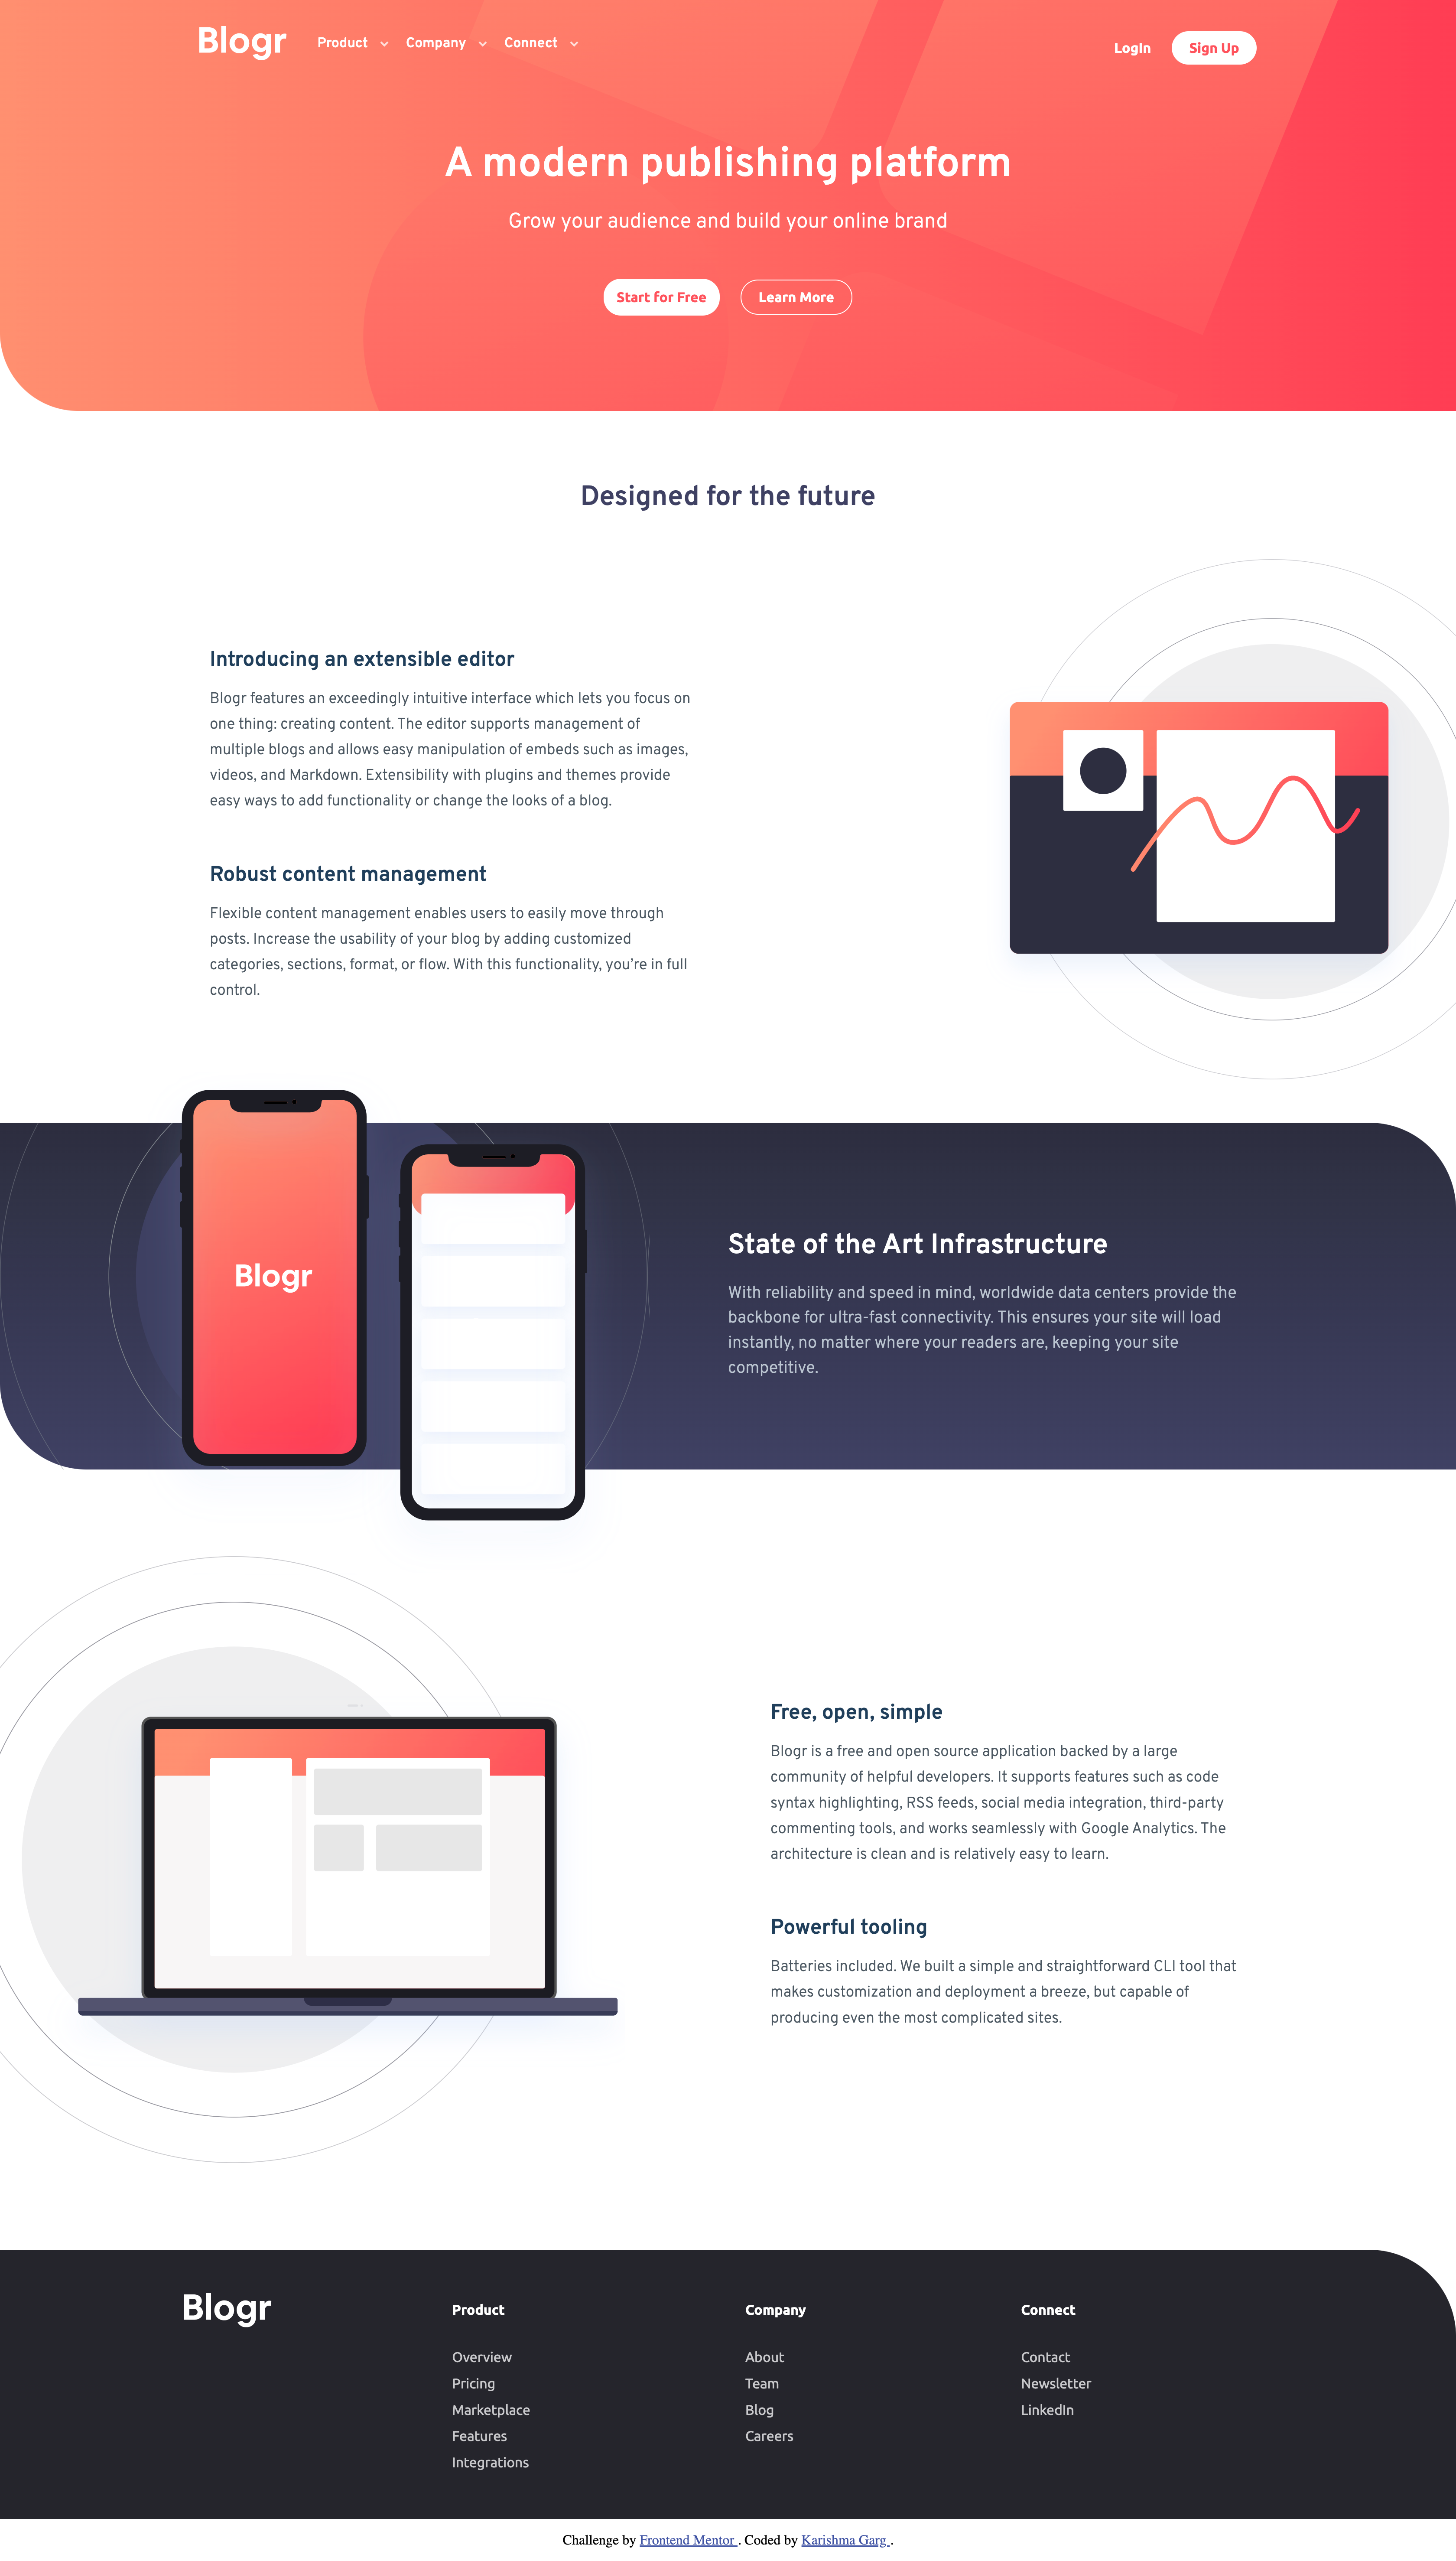 Blogr
Product
Company
Connect
LogIn
Sign Up
A modern publishing platform
Grow your audience and build your online brand
Start for Free
Learn More
Designed for the future
Introducing an extensible editor
Blogr features an exceedingly intuitive interface which lets you focus on
one thing: creating content. The editor supports management of
multiple blogs and allows easy manipulation of embeds such as images,
videos, and Markdown. Extensibility with plugins and themes provide
easy ways to add functionality or change the looks of a blog.
Robust content management
Flexible content management enables users to easily move through
posts. Increase the usability of your blog by adding customized
categories, sections, format, or flow. With this functionality, you’re in full
control.
Blogr
State of the Art Infrastructure
With reliability and speed in mind, worldwide data centers provide the
backbone for ultra-fast connectivity. This ensures your site will load
instantly, no matter where your readers are, keeping your site
competitive.
Free, open, simple
Blogr is a free and open source application backed by a large
community of helpful developers. It supports features such as code
syntax highlighting, RSS feeds, social media integration, third-party
commenting tools, and works seamlessly with Google Analytics. The
architecture is clean and is relatively easy to learn.
Powerful tooling
Batteries included. We built a simple and straightforward CLI tool that
makes customization and deployment a breeze, but capable of
producing even the most complicated sites.
Blogr
Product
Overview
Pricing
Marketplace
Features
Integrations
Company
About
Team
Blog
Careers
Connect
Contact
Newsletter
LinkedIn
Challenge by Frontend Mentor . Coded by Karishma Garg .